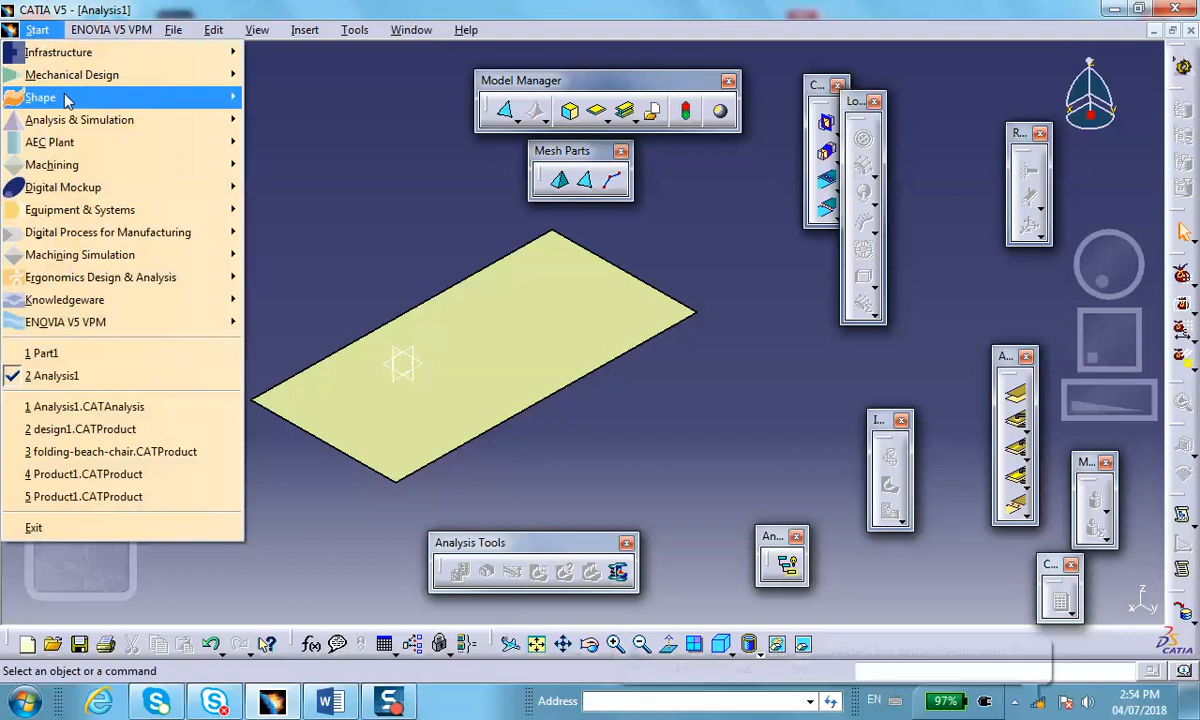 CATIA V5 - [Analysis1]
Start ENOVIA V5 VPM File Edit View Insert Tools Window Help
Infrastructure
Mechanical Design
Shape
Analysis & Simulation
AEC Plant
Machining
Digital Mockup
Equipment & Systems
Digital Process for Manufacturing
Machining Simulation
Ergonomics Design & Analysis
Knowledgeware
ENOVIA V5 VPM
1 Part1
2 Analysis1
1 Analysis1.CATAnalysis
2 design1.CATProduct
3 folding-beach-chair.CATProduct
4 Product1.CATProduct
5 Product1.CATProduct
Exit
Model Manager
Mesh Parts
C...
Lo...
R...
A...
I...
M...
Analysis Tools
An...
C...
z
x
y
z
f(x)
CATIA
Select an object or a command
Address
EN
97%
2:54 PM
04/07/2018